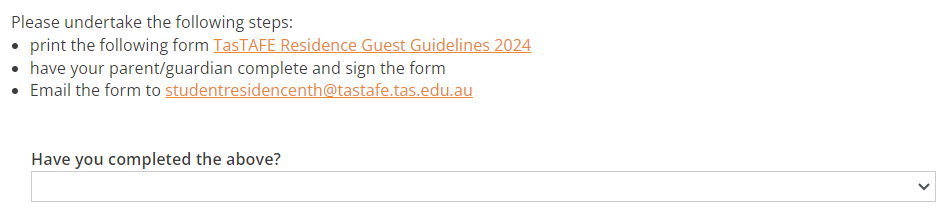 Please undertake the following steps:
• print the following form TasTAFE Residence Guest Guidelines 2024
• have your parent/guardian complete and sign the form
• Email the form to studentresidencenth@tastafe.tas.edu.au
Have you completed the above?